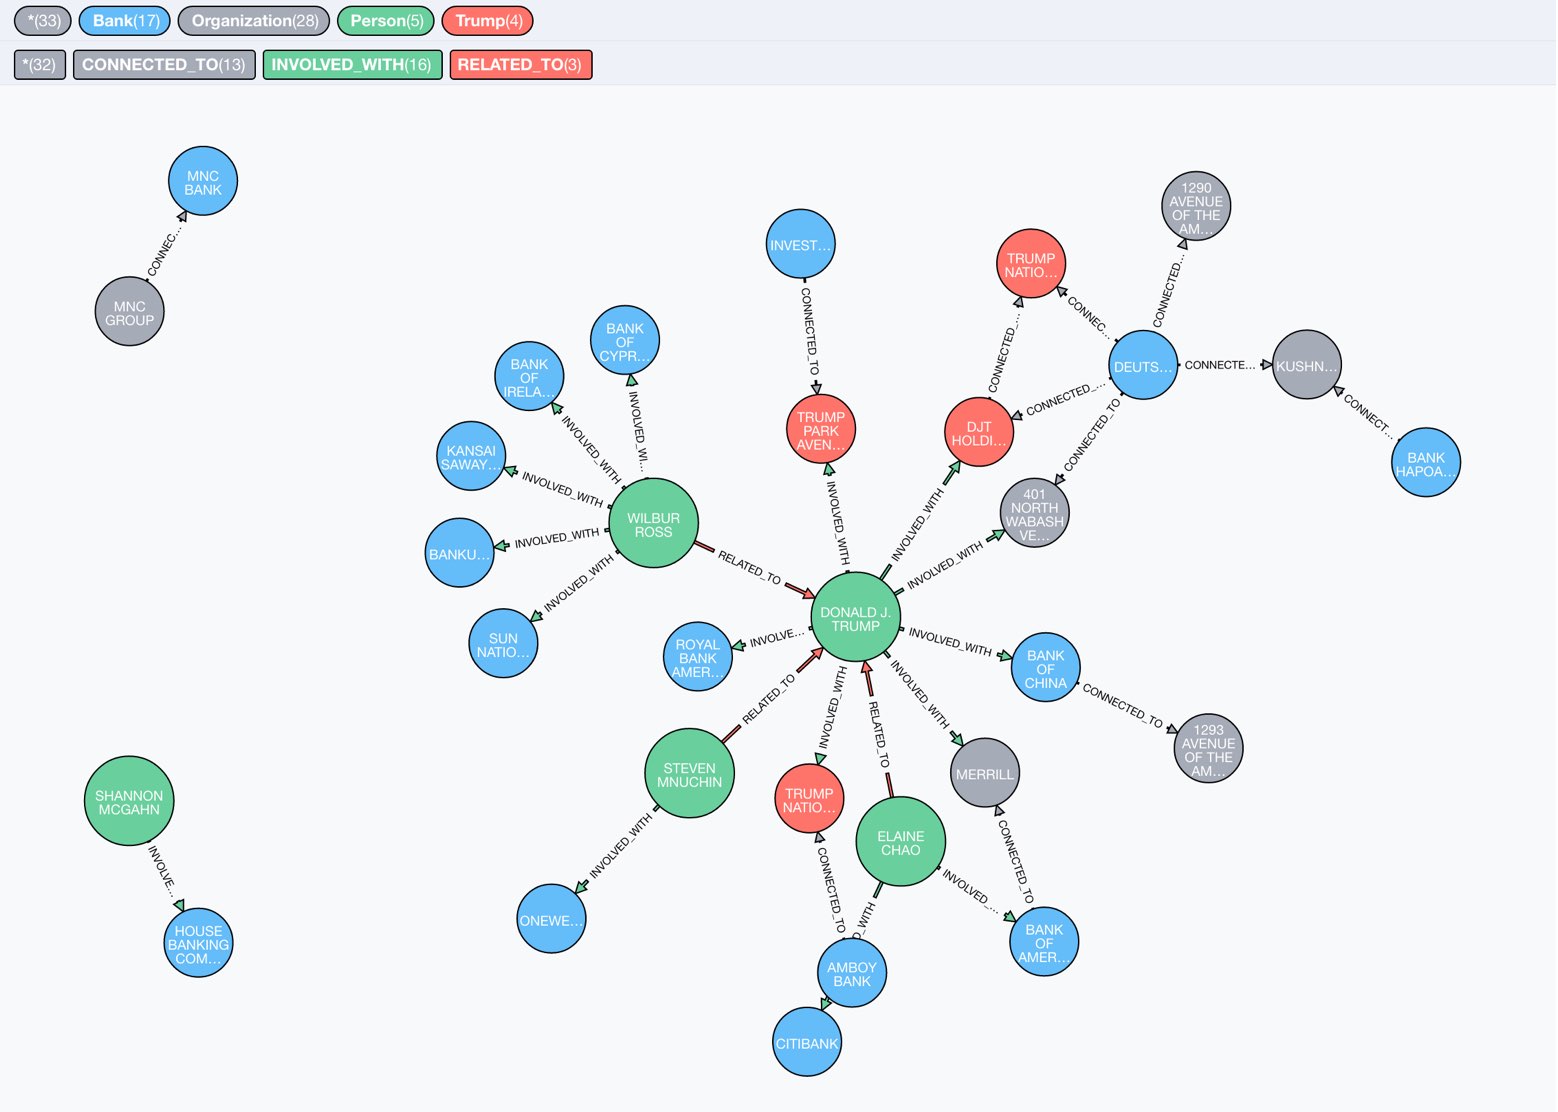 *(33) Bank(17) Organization(28) Person(5) Trump(4)
*(32) CONNECTED_TO(13) INVOLVED_WITH(16) RELATED_TO(3)
MNC
BANK
CONNEC...
MNC
GROUP
INVEST...
CONNECTED_TO
TRUMP
PARK
AVEN...
INVOLVED_WITH
1290
AVENUE
OF THE
AM...
CONNECTED...
TRUMP
NATIO...
CONNEC...
CONNECTED...
DEUTS...
CONNECTE...
KUSHN...
CONNECT...
BANK
HAPOA...
CONNECTED_...
CONNECTED_TO
DJT
HOLDI...
INVOLVED_WITH
401
NORTH
WABASH
VE...
INVOLVED_WITH
BANK
OF
CYPR...
INVOLVED_WI...
BANK
OF
IRELA...
INVOLVED_WITH
KANSAI
SAWAY...
INVOLVED_WITH
BANKU...
INVOLVED_WITH
SUN
NATIO...
INVOLVED_WITH
WILBUR
ROSS
RELATED_TO
DONALD J.
TRUMP
INVOLVE...
ROYAL
BANK
AMER...
INVOLVED_WITH
BANK
OF
CHINA
CONNECTED_TO
1293
AVENUE
OF THE
AM...
RELATED_TO
STEVEN
MNUCHIN
INVOLVED_WITH
ONEWE...
INVOLVED_WITH
TRUMP
NATIO...
RELATED_TO
ELAINE
CHAO
INVOLVED_WITH
MERRILL
CONNECTED_TO
INVOLVED_...
BANK
OF
AMER...
CONNECTED_TO
D_WITH
AMBOY
BANK
CITIBANK
SHANNON
MCGAHN
INVOLVE...
HOUSE
BANKING
COM...